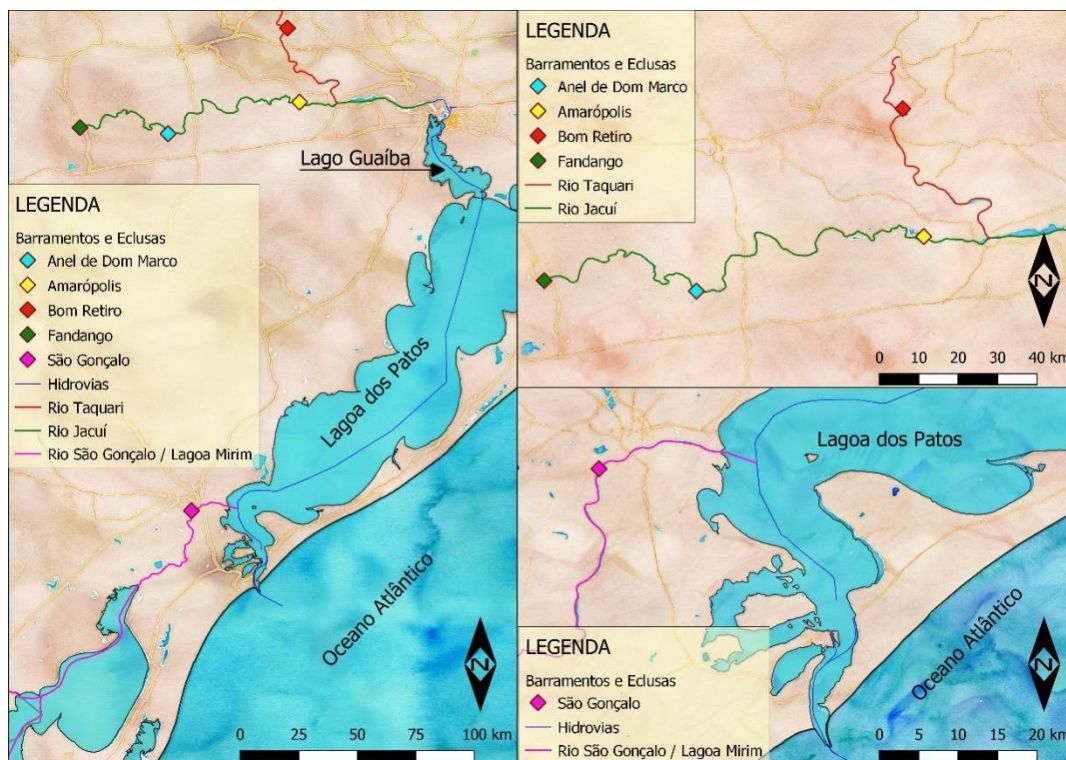 Lago Guaíba
LEGENDA
Barramentos e Eclusas
Anel de Dom Marco
Amarópolis
Bom Retiro
Fandango
São Gonçalo
Hidrovias
Rio Taquari
Rio Jacuí
Rio São Gonçalo / Lagoa Mirim
Lagoa dos Patos
Oceano Atlântico
N
0 25 50 75 100 km
LEGENDA
Barramentos e Eclusas
Anel de Dom Marco
Amarópolis
Bom Retiro
Fandango
Rio Taquari
Rio Jacuí
N
0 10 20 30 40 km
Lagoa dos Patos
Oceano Atlântico
LEGENDA
Barramentos e Eclusas
São Gonçalo
Hidrovias
Rio São Gonçalo / Lagoa Mirim
N
0 5 10 15 20 km